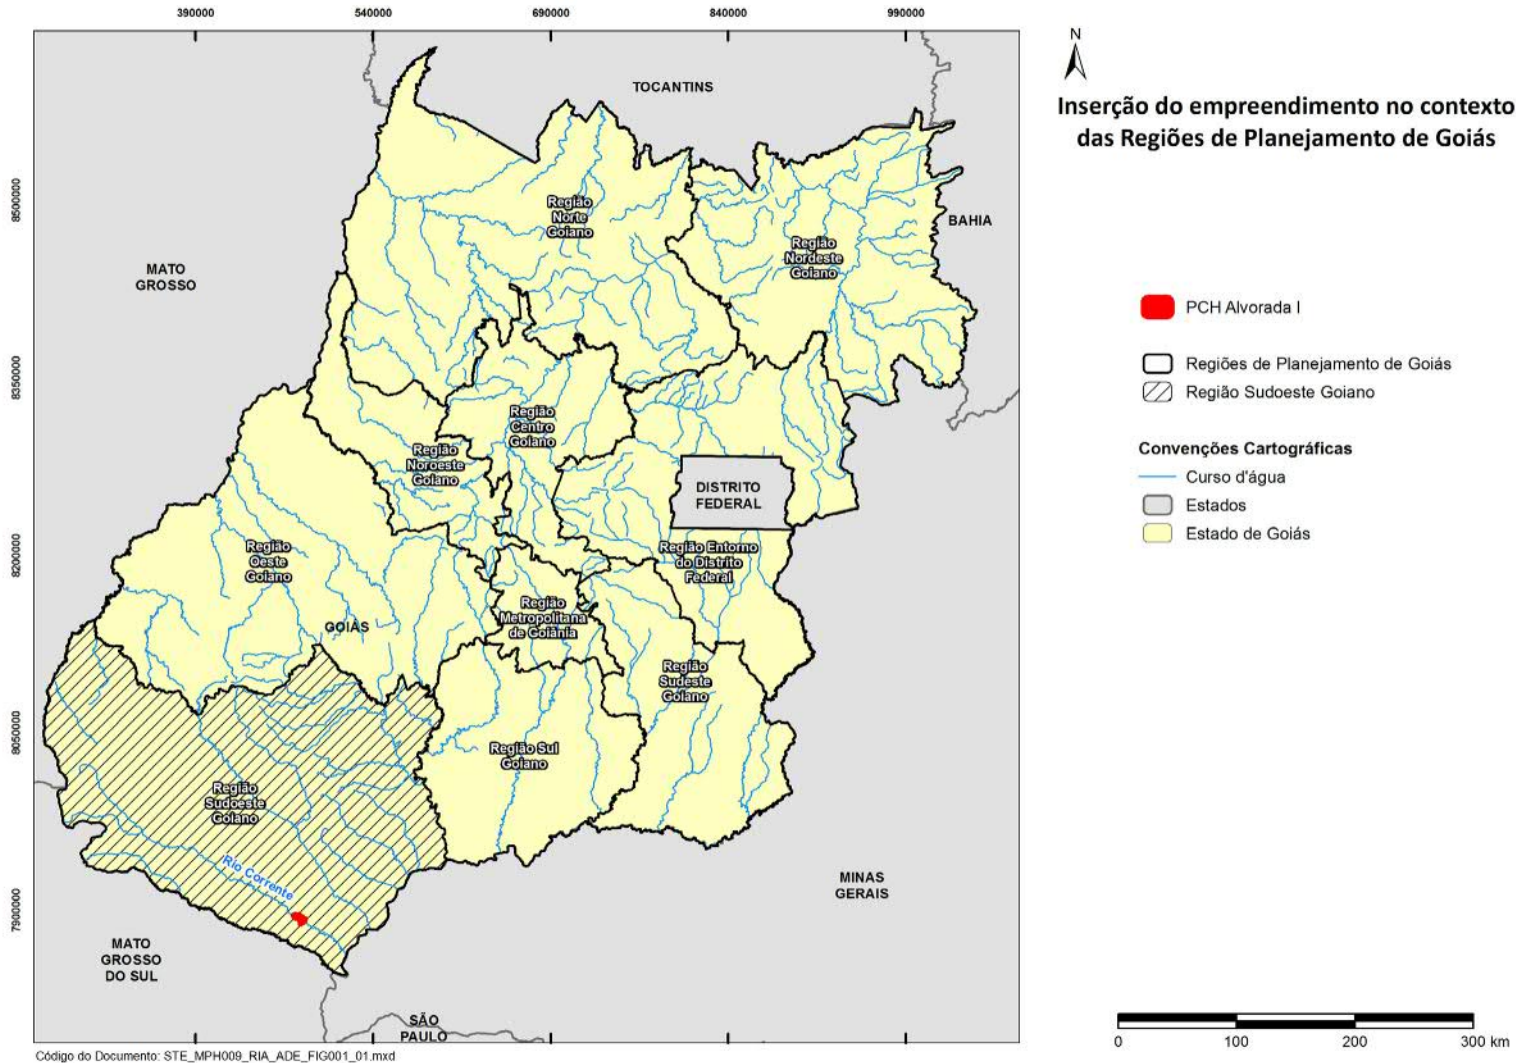 390000
540000
690000
840000
990000
8500000
8350000
8200000
8050000
7900000
TOCANTINS
BAHIA
MATO
GROSSO
Região
Norte
Goiano
Região
Nordeste
Goiano
Região
Centro
Goiano
Região
Noroeste
Goiano
DISTRITO
FEDERAL
Região
Oeste
Goiano
Região Entorno
do Distrito
Federal
GOIÁS
Região
Metropolitana
de Goiânia
Região
Sudeste
Goiano
Região Sul
Goiano
Região
Sudoeste
Goiano
Rio Corrente
MINAS
GERAIS
MATO
GROSSO
DO SUL
SÃO
PAULO
Código do Documento: STE_MPH009_RIA_ADE_FIG001_01.mxd
N
Inserção do empreendimento no contexto
das Regiões de Planejamento de Goiás
PCH Alvorada I
Regiões de Planejamento de Goiás
Região Sudoeste Goiano
Convenções Cartográficas
Curso d'água
Estados
Estado de Goiás
0 100 200 300 km